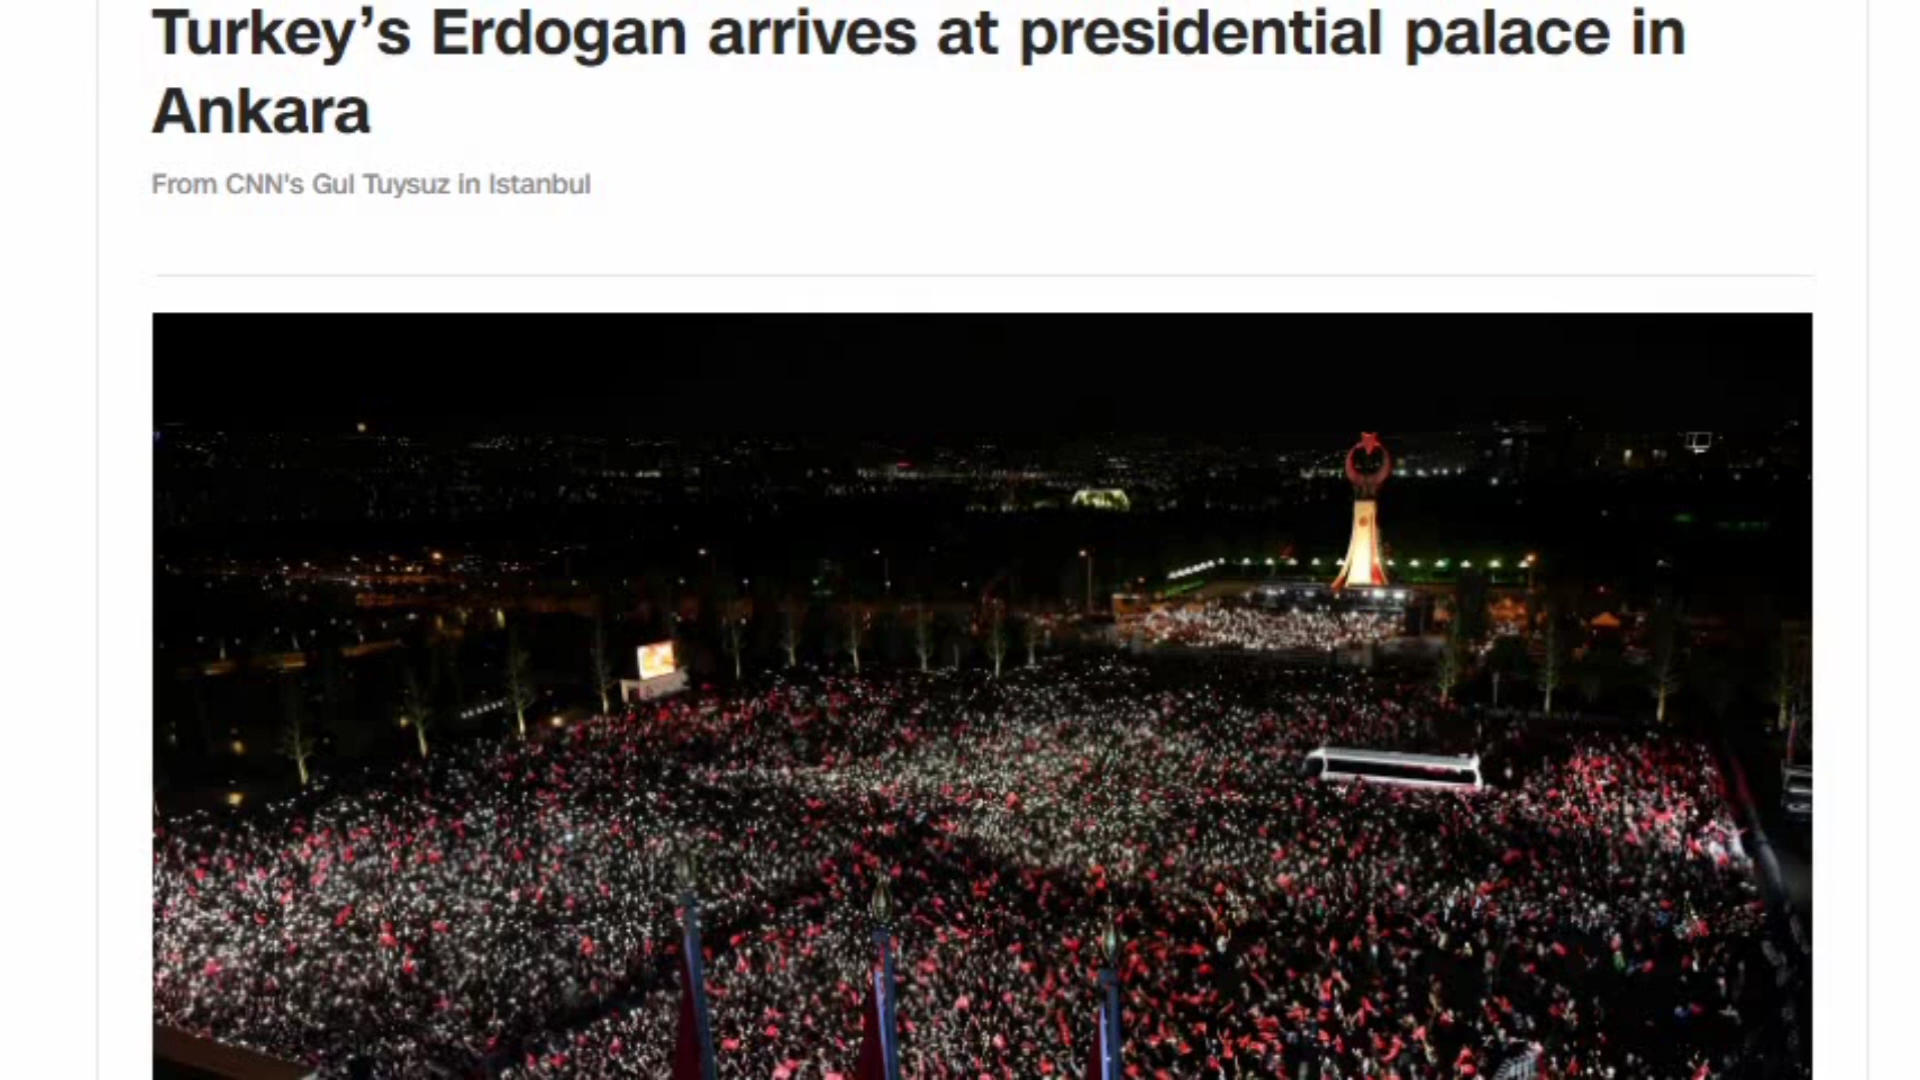 Turkey’s Erdogan arrives at presidential palace in
Ankara
From CNN's Gul Tuysuz in Istanbul